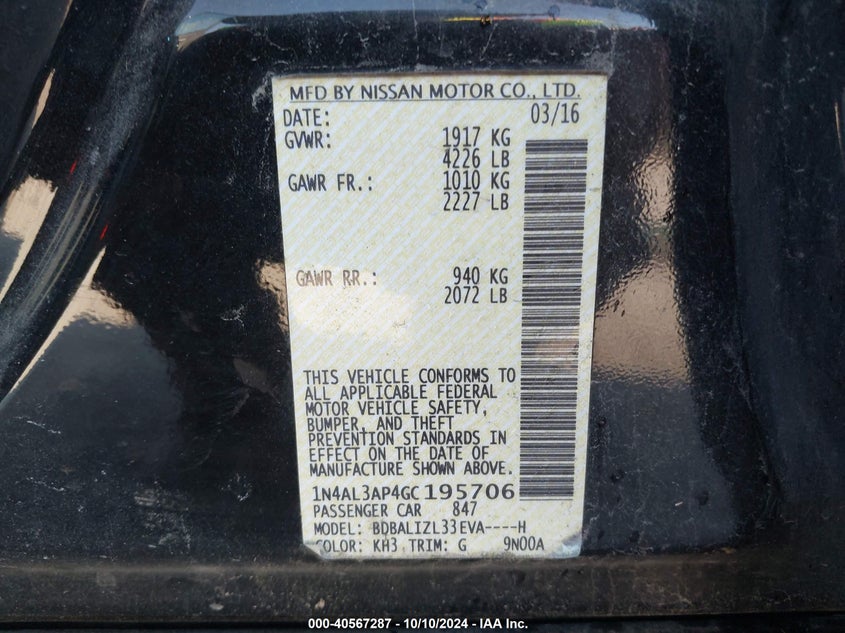 MFD BY NISSAN MOTOR CO., LTD.
DATE: 03/16
GVWR: 1917 KG
4226 LB
GAWR FR.: 1010 KG
2227 LB
GAWR RR.: 940 KG
2072 LB
THIS VEHICLE CONFORMS TO
ALL APPLICABLE FEDERAL
MOTOR VEHICLE SAFETY,
BUMPER, AND THEFT
PREVENTION STANDARDS IN
EFFECT ON THE DATE OF
MANUFACTURE SHOWN ABOVE.
1N4AL3AP4GC195706
PASSENGER CAR 847
MODEL: BDBALIZL33EVA----H
COLOR: KH3 TRIM: G 9N00A
000-40567287 - 10/10/2024 - IAA Inc.